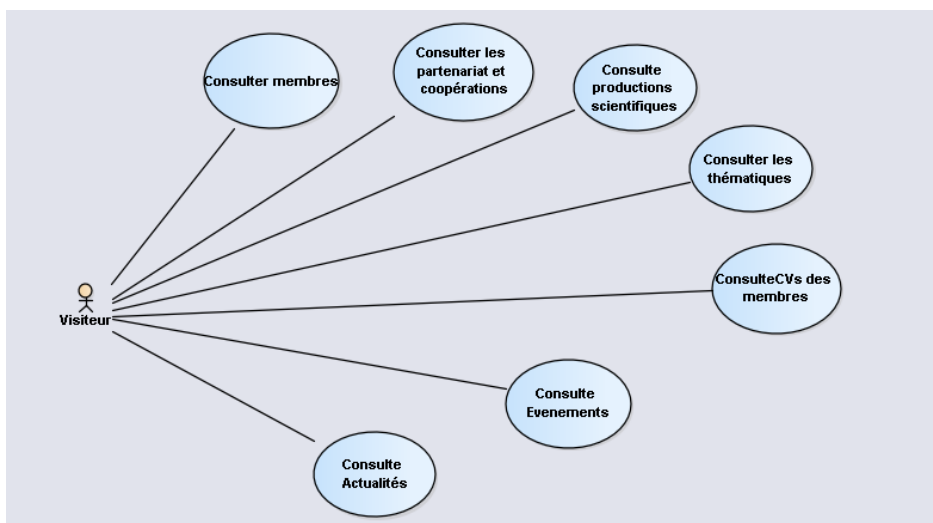 Consulter membres
Consulter les
partenariat et
coopérations
Consulte
productions
scientifiques
Consulter les
thématiques
ConsulteCVs des
membres
Visiteur
Consulte
Evenements
Consulte
Actualités